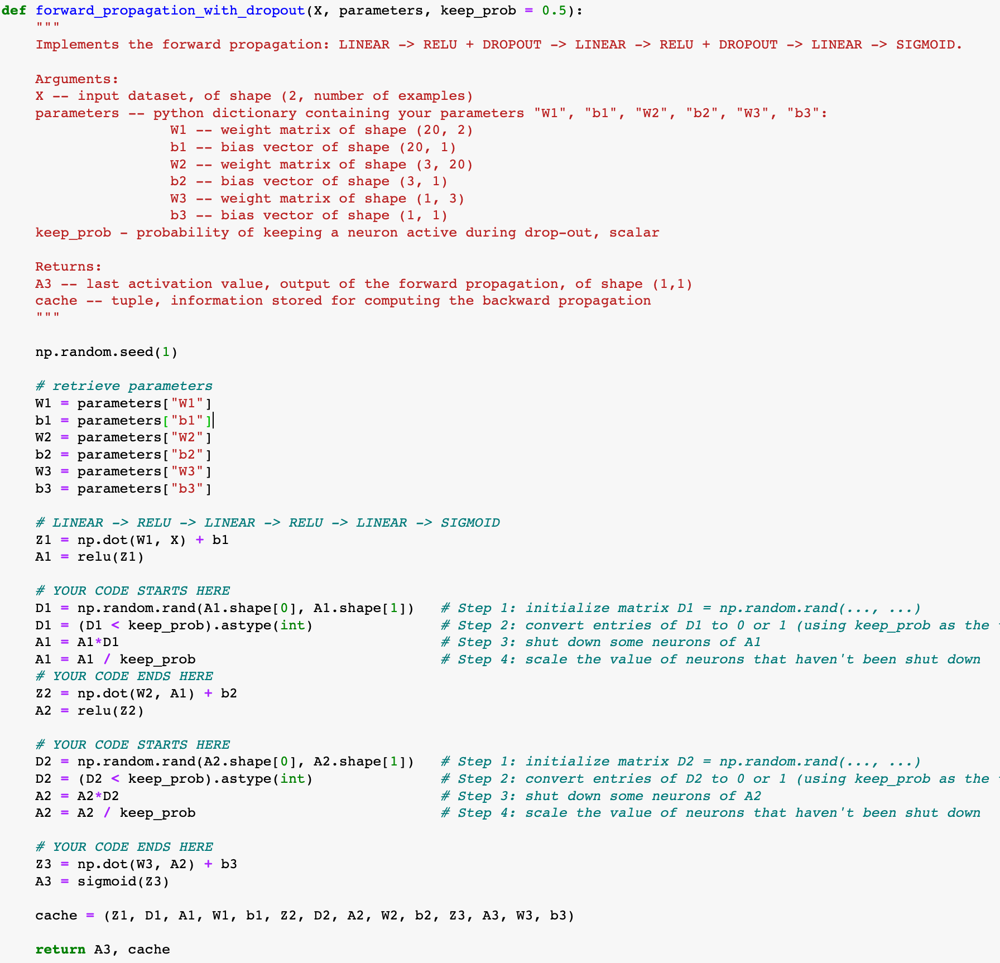 def forward_propagation_with_dropout(X, parameters, keep_prob = 0.5):
    """
    Implements the forward propagation: LINEAR -> RELU + DROPOUT -> LINEAR -> RELU + DROPOUT -> LINEAR -> SIGMOID.

    Arguments:
    X -- input dataset, of shape (2, number of examples)
    parameters -- python dictionary containing your parameters "W1", "b1", "W2", "b2", "W3", "b3":
                    W1 -- weight matrix of shape (20, 2)
                    b1 -- bias vector of shape (20, 1)
                    W2 -- weight matrix of shape (3, 20)
                    b2 -- bias vector of shape (3, 1)
                    W3 -- weight matrix of shape (1, 3)
                    b3 -- bias vector of shape (1, 1)
    keep_prob - probability of keeping a neuron active during drop-out, scalar

    Returns:
    A3 -- last activation value, output of the forward propagation, of shape (1,1)
    cache -- tuple, information stored for computing the backward propagation
    """

    np.random.seed(1)

    # retrieve parameters
    W1 = parameters["W1"]
    b1 = parameters["b1"]
    W2 = parameters["W2"]
    b2 = parameters["b2"]
    W3 = parameters["W3"]
    b3 = parameters["b3"]

    # LINEAR -> RELU -> LINEAR -> RELU -> LINEAR -> SIGMOID
    Z1 = np.dot(W1, X) + b1
    A1 = relu(Z1)

    # YOUR CODE STARTS HERE
    D1 = np.random.rand(A1.shape[0], A1.shape[1])   # Step 1: initialize matrix D1 = np.random.rand(..., ...)
    D1 = (D1 < keep_prob).astype(int)               # Step 2: convert entries of D1 to 0 or 1 (using keep_prob as the
    A1 = A1*D1                                      # Step 3: shut down some neurons of A1
    A1 = A1 / keep_prob                             # Step 4: scale the value of neurons that haven't been shut down
    # YOUR CODE ENDS HERE
    Z2 = np.dot(W2, A1) + b2
    A2 = relu(Z2)

    # YOUR CODE STARTS HERE
    D2 = np.random.rand(A2.shape[0], A2.shape[1])   # Step 1: initialize matrix D2 = np.random.rand(..., ...)
    D2 = (D2 < keep_prob).astype(int)               # Step 2: convert entries of D2 to 0 or 1 (using keep_prob as the
    A2 = A2*D2                                      # Step 3: shut down some neurons of A2
    A2 = A2 / keep_prob                             # Step 4: scale the value of neurons that haven't been shut down

    # YOUR CODE ENDS HERE
    Z3 = np.dot(W3, A2) + b3
    A3 = sigmoid(Z3)

    cache = (Z1, D1, A1, W1, b1, Z2, D2, A2, W2, b2, Z3, A3, W3, b3)

    return A3, cache